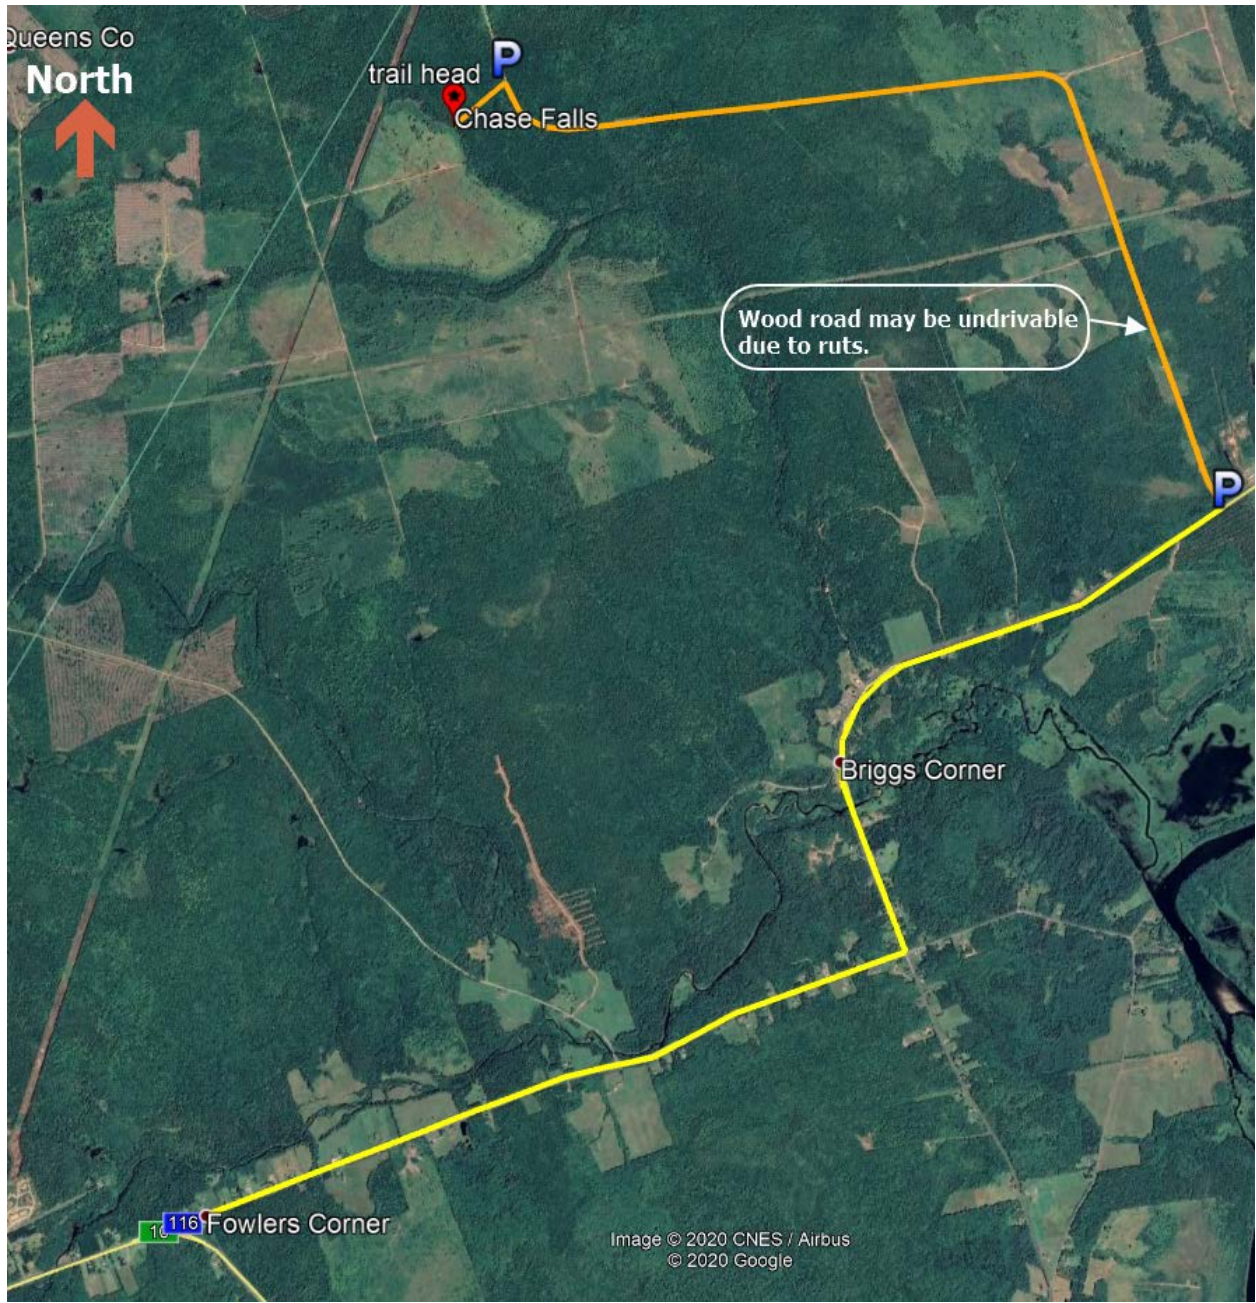 Queens Co
North
P
trail head
Chase Falls
Wood road may be undrivable
due to ruts.
P
Briggs Corner
116
Fowlers Corner
Image © 2020 CNES / Airbus
© 2020 Google